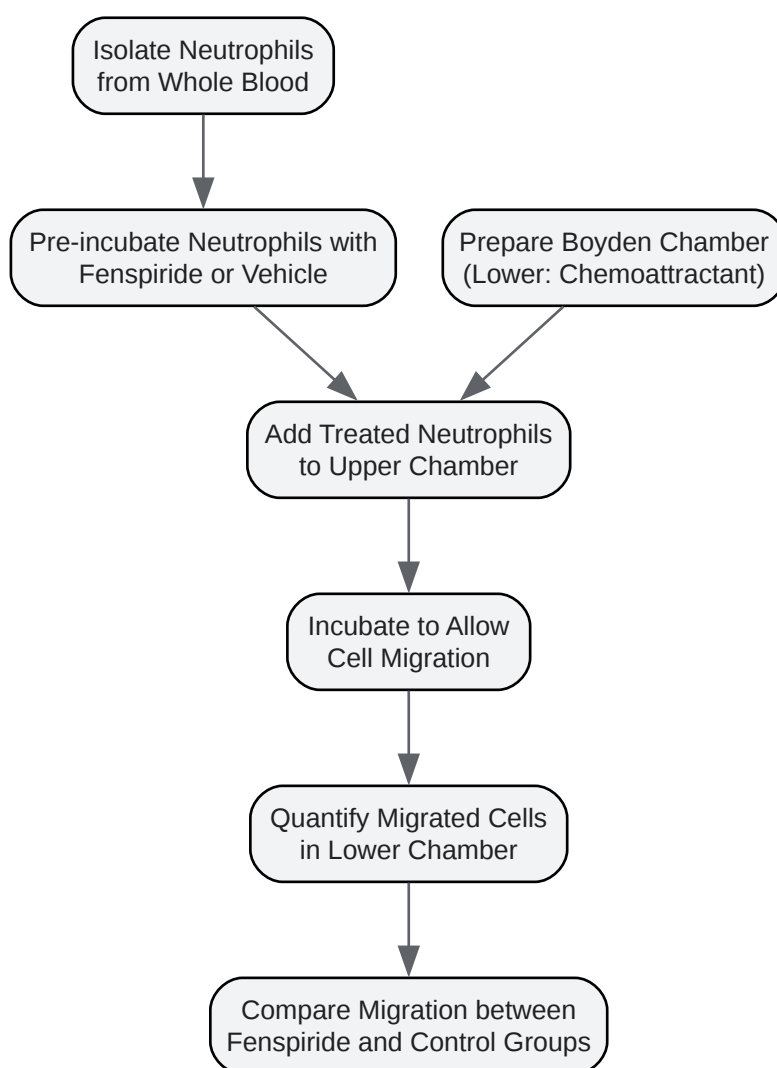 Isolate Neutrophils
from Whole Blood
Pre-incubate Neutrophils with
Fenspiride or Vehicle
Prepare Boyden Chamber
(Lower: Chemoattractant)
Add Treated Neutrophils
to Upper Chamber
Incubate to Allow
Cell Migration
Quantify Migrated Cells
in Lower Chamber
Compare Migration between
Fenspiride and Control Groups